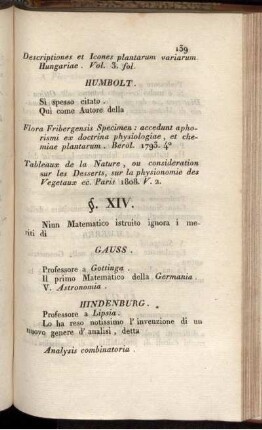 159
Descriptiones et Icones plantarum variarum
Hungariae. Vol. 3. fol.
HUMBOLT.
Si spesso citato.
Qui come Autore della
Flora Fribergensis Specimen: accedunt apho-
rismi ex doctrina physiologiae, et che-
miae plantarum. Berol. 1793. 4º
Tableaux de la Nature, ou consideration
sur les Desserts, sur la physionomie des
Vegetaux ec. Paris 1808. V. 2.
§. XIV.
Niun Matematico istruito ignora i me-
riti di
GAUSS.
Professore a Gottinga.
Il primo Matematico della Germania.
V. Astronomia.
HINDENBURG.
Professore a Lipsia.
Lo ha reso notissimo l'invenzione di un
nuovo genere d'analisi, detta
Analysis combinatoria.